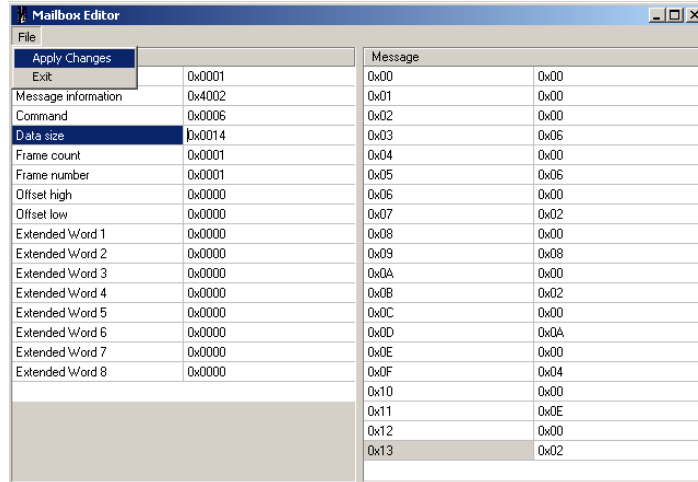 Mailbox Editor
File
Apply Changes
Exit
0x0001
Message information 0x4002
Command 0x0006
Data size 0x0014
Frame count 0x0001
Frame number 0x0001
Offset high 0x0000
Offset low 0x0000
Extended Word 1 0x0000
Extended Word 2 0x0000
Extended Word 3 0x0000
Extended Word 4 0x0000
Extended Word 5 0x0000
Extended Word 6 0x0000
Extended Word 7 0x0000
Extended Word 8 0x0000
Message
0x00 0x00
0x01 0x00
0x02 0x00
0x03 0x06
0x04 0x00
0x05 0x06
0x06 0x00
0x07 0x02
0x08 0x00
0x09 0x08
0x0A 0x00
0x0B 0x02
0x0C 0x00
0x0D 0x0A
0x0E 0x00
0x0F 0x04
0x10 0x00
0x11 0x0E
0x12 0x00
0x13 0x02